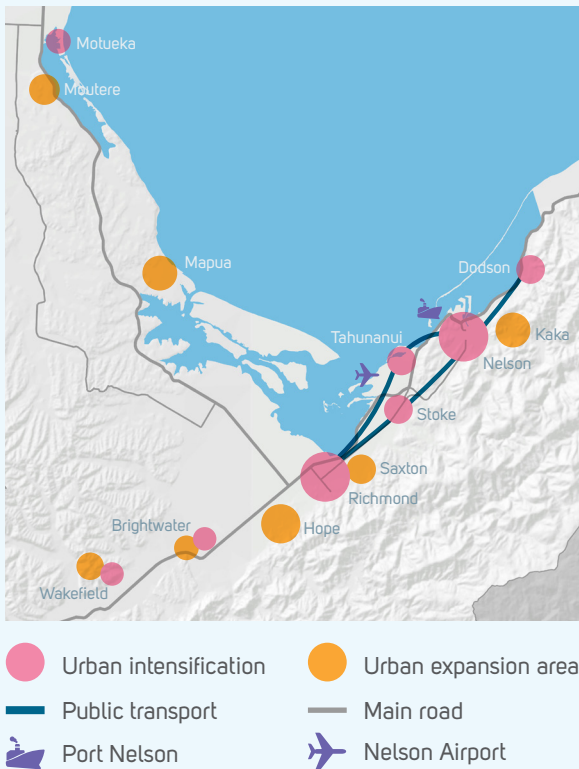 Motueka
Moutere
Mapua
Dodson
Tahunanui
Kaka
Nelson
Stoke
Saxton
Richmond
Brightwater
Hope
Wakefield
Urban intensification
Urban expansion area
Public transport
Main road
Port Nelson
Nelson Airport